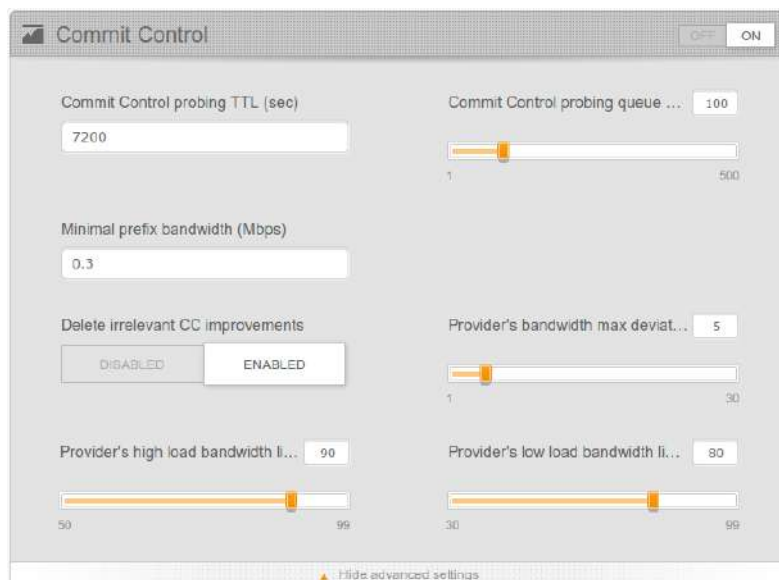 Commit Control
OFF ON
Commit Control probing TTL (sec)
7200
Commit Control probing queue ... 100
1 500
Minimal prefix bandwidth (Mbps)
0.3
Delete irrelevant CC improvements
DISABLED ENABLED
Provider's bandwidth max deviat... 5
1 30
Provider's high load bandwidth li... 90
50 99
Provider's low load bandwidth li... 80
30 99
Hide advanced settings